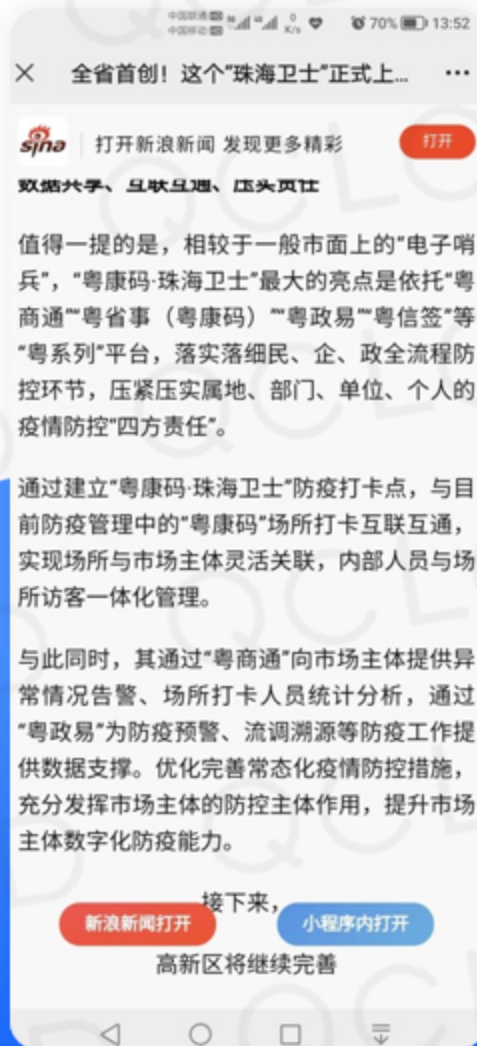 中国联通
中国移动
0
K/s
70%
13:52
全省首创！这个“珠海卫士”正式上...
sina
打开新浪新闻 发现更多精彩
打开
数据共享、互联互通、压实责任
值得一提的是，相较于一般市面上的“电子哨
兵”，“粤康码·珠海卫士”最大的亮点是依托“粤
商通”“粤省事（粤康码）”“粤政易”“粤信签”等
“粤系列”平台，落实落细民、企、政全流程防
控环节，压紧压实属地、部门、单位、个人的
疫情防控“四方责任”。
通过建立“粤康码·珠海卫士”防疫打卡点，与目
前防疫管理中的“粤康码”场所打卡互联互通，
实现场所与市场主体灵活关联，内部人员与场
所访客一体化管理。
与此同时，其通过“粤商通”向市场主体提供异
常情况告警、场所打卡人员统计分析，通过
“粤政易”为防疫预警、流调溯源等防疫工作提
供数据支撑。优化完善常态化疫情防控措施，
充分发挥市场主体的防控主体作用，提升市场
主体数字化防疫能力。
接下来，
新浪新闻打开
小程序内打开
高新区将继续完善